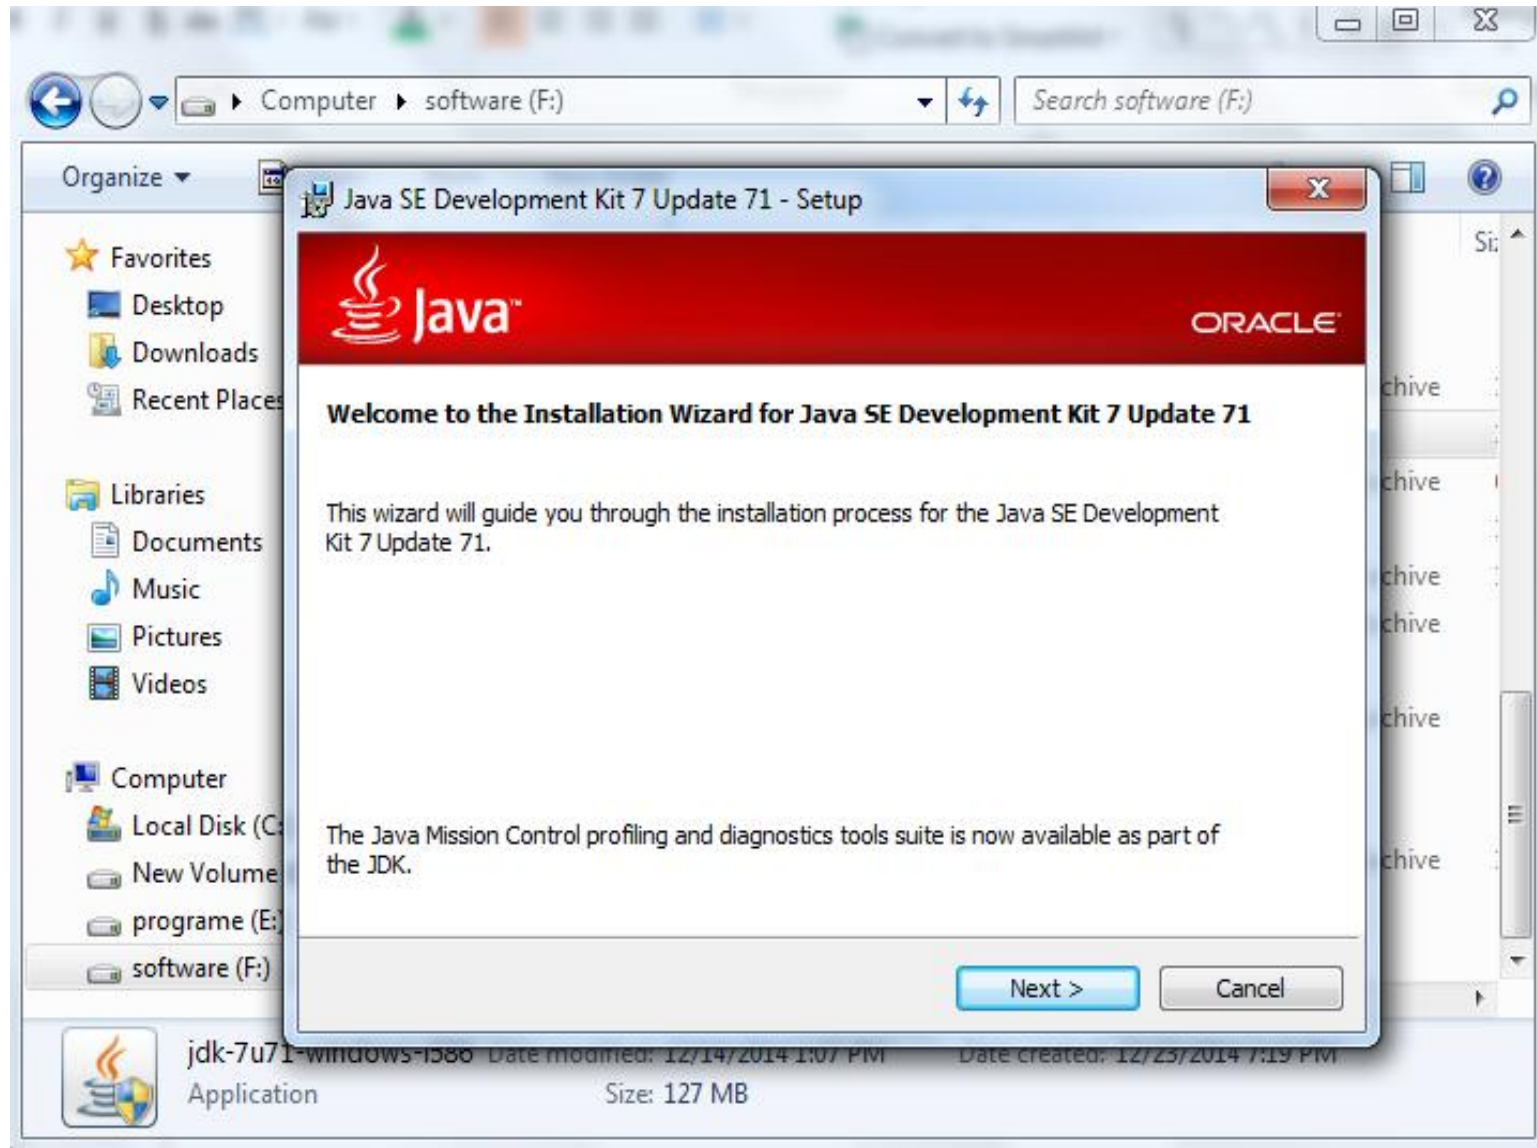 Computer ▸ software (F:)
Search software (F:)
Organize
Java SE Development Kit 7 Update 71 - Setup
Favorites
Desktop
Downloads
Recent Places
Libraries
Documents
Music
Pictures
Videos
Computer
Local Disk (C:
New Volume
programe (E:)
software (F:)
Java™
ORACLE
Welcome to the Installation Wizard for Java SE Development Kit 7 Update 71
This wizard will guide you through the installation process for the Java SE Development
Kit 7 Update 71.
The Java Mission Control profiling and diagnostics tools suite is now available as part of
the JDK.
Next >
Cancel
chive
chive
chive
chive
chive
chive
jdk-7u71-windows-i586 Date modified: 12/14/2014 1:07 PM Date created: 12/23/2014 7:19 PM
Application Size: 127 MB